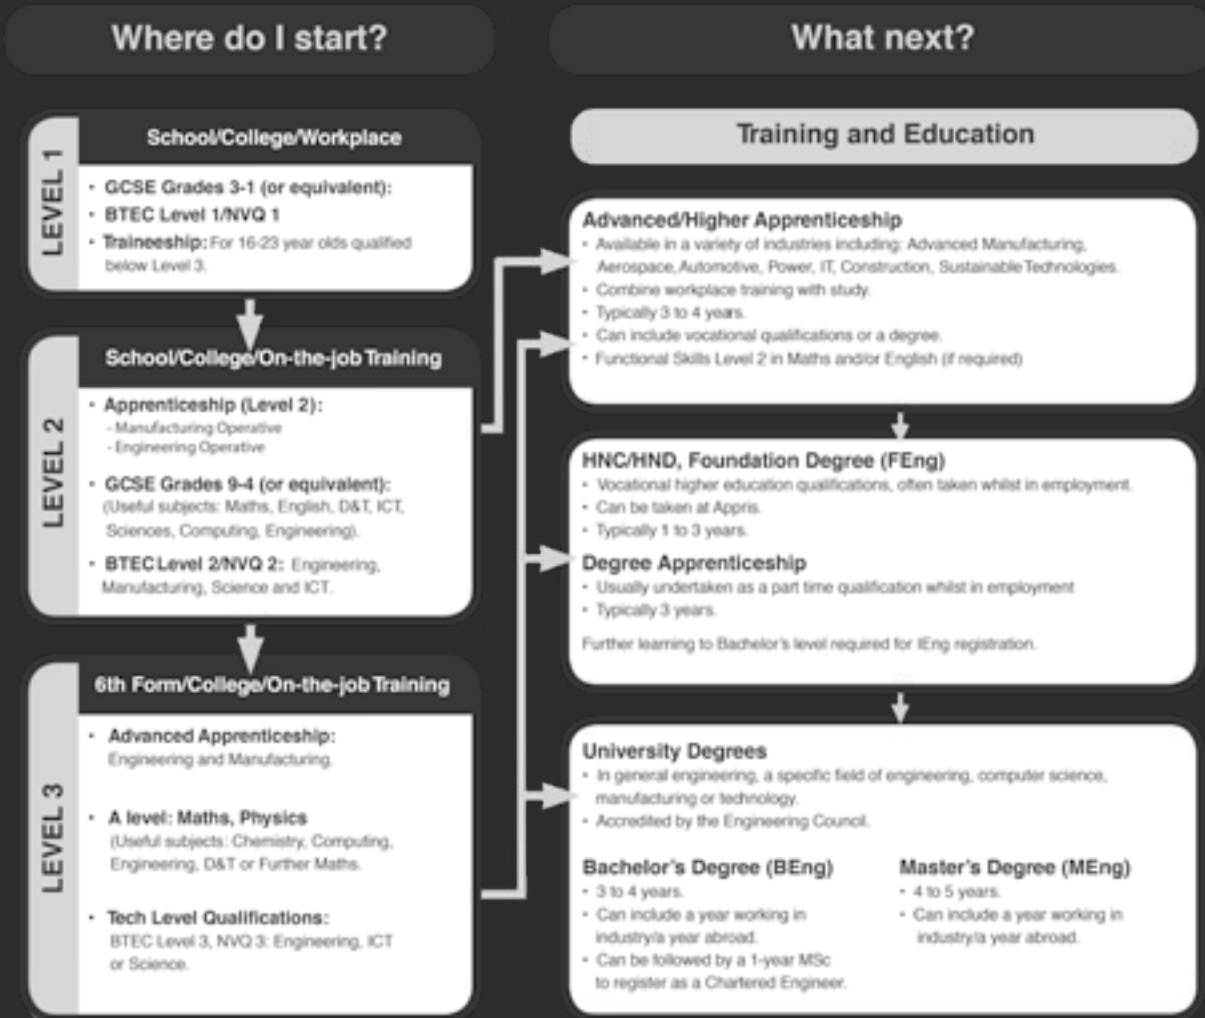 Where do I start?
LEVEL 1
School/College/Workplace
• GCSE Grades 3-1 (or equivalent):
• BTEC Level 1/NVQ 1
• Traineeship: For 16-23 year olds qualified
below Level 3.
LEVEL 2
School/College/On-the-job Training
• Apprenticeship (Level 2):
- Manufacturing Operative
- Engineering Operative
• GCSE Grades 9-4 (or equivalent):
(Useful subjects: Maths, English, D&T, ICT,
Sciences, Computing, Engineering).
• BTEC Level 2/NVQ 2: Engineering,
Manufacturing, Science and ICT.
LEVEL 3
6th Form/College/On-the-job Training
• Advanced Apprenticeship:
Engineering and Manufacturing.
• A level: Maths, Physics
(Useful subjects: Chemistry, Computing,
Engineering, D&T or Further Maths.
• Tech Level Qualifications:
BTEC Level 3, NVQ 3: Engineering, ICT
or Science.
What next?
Training and Education
Advanced/Higher Apprenticeship
• Available in a variety of industries including: Advanced Manufacturing,
Aerospace, Automotive, Power, IT, Construction, Sustainable Technologies.
• Combine workplace training with study.
• Typically 3 to 4 years.
• Can include vocational qualifications or a degree.
• Functional Skills Level 2 in Maths and/or English (if required)
HNC/HND, Foundation Degree (FEng)
• Vocational higher education qualifications, often taken whilst in employment.
• Can be taken at Appris.
• Typically 1 to 3 years.
Degree Apprenticeship
• Usually undertaken as a part time qualification whilst in employment
• Typically 3 years.
Further learning to Bachelor's level required for IEng registration.
University Degrees
• In general engineering, a specific field of engineering, computer science,
manufacturing or technology.
• Accredited by the Engineering Council.
Bachelor's Degree (BEng)
• 3 to 4 years.
• Can include a year working in
industry/a year abroad.
• Can be followed by a 1-year MSc
to register as a Chartered Engineer.
Master's Degree (MEng)
• 4 to 5 years.
• Can include a year working in
industry/a year abroad.